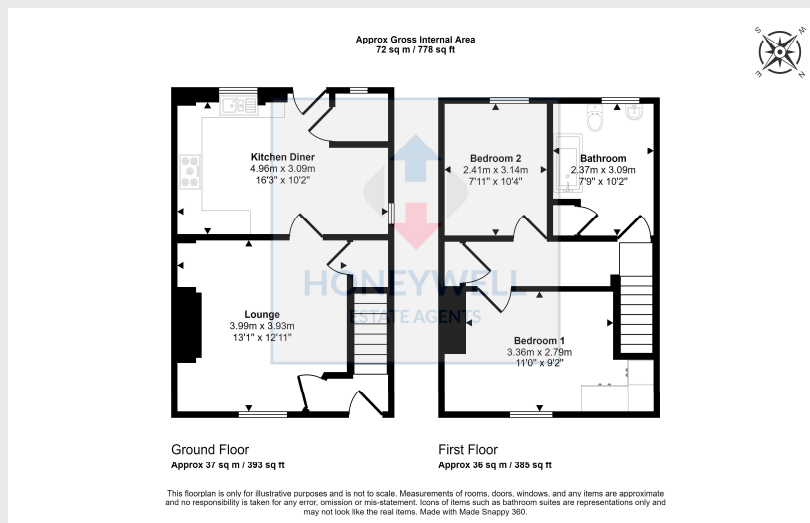 Approx Gross Internal Area
72 sq m / 778 sq ft
S
W
E
N
Kitchen Diner
4.96m x 3.09m
16'3" x 10'2"
Bedroom 2
2.41m x 3.14m
7'11" x 10'4"
Bathroom
2.37m x 3.09m
7'9" x 10'2"
HONEYWELL
ESTATE AGENTS
Lounge
3.99m x 3.93m
13'1" x 12'11"
Bedroom 1
3.36m x 2.79m
11'0" x 9'2"
Ground Floor
Approx 37 sq m / 393 sq ft
First Floor
Approx 36 sq m / 385 sq ft
This floorplan is only for illustrative purposes and is not to scale. Measurements of rooms, doors, windows, and any items are approximate
and no responsibility is taken for any error, omission or mis-statement. Icons of items such as bathroom suites are representations only and
may not look like the real items. Made with Made Snappy 360.